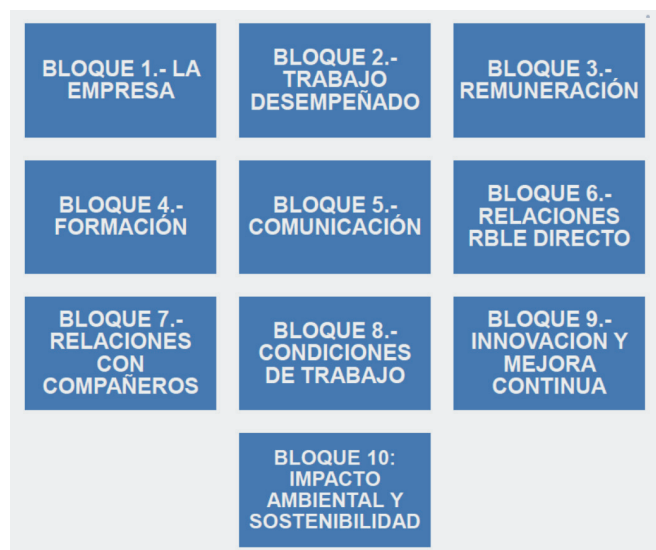 BLOQUE 1.- LA
EMPRESA
BLOQUE 2.-
TRABAJO
DESEMPEÑADO
BLOQUE 3.-
REMUNERACIÓN
BLOQUE 4.-
FORMACIÓN
BLOQUE 5.-
COMUNICACIÓN
BLOQUE 6.-
RELACIONES
RBLE DIRECTO
BLOQUE 7.-
RELACIONES
CON
COMPAÑEROS
BLOQUE 8.-
CONDICIONES
DE TRABAJO
BLOQUE 9.-
INNOVACION Y
MEJORA
CONTINUA
BLOQUE 10:
IMPACTO
AMBIENTAL Y
SOSTENIBILIDAD